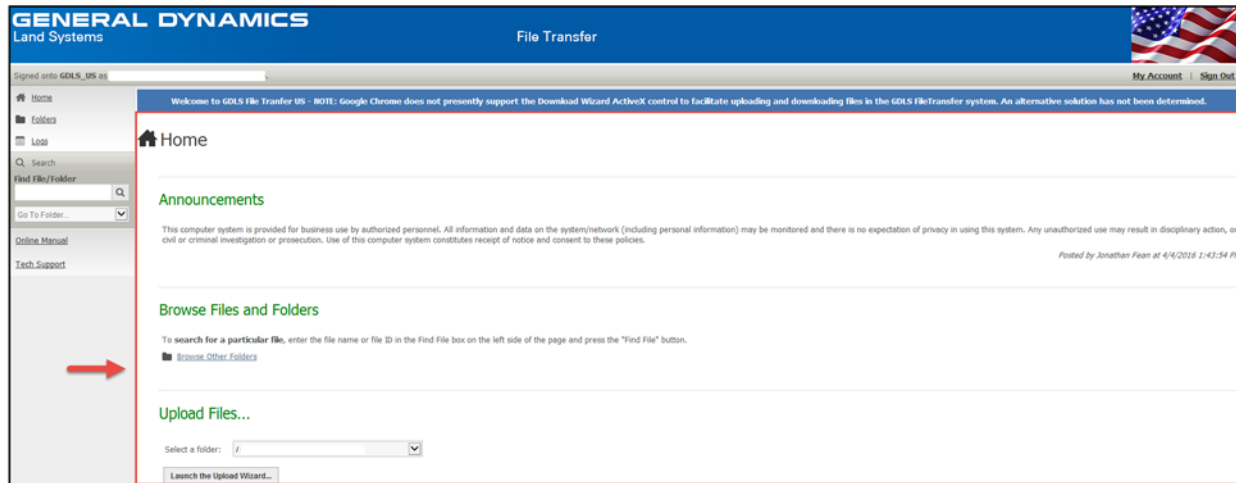 GENERAL DYNAMICS
Land Systems
File Transfer
Signed onto GDLS_US as
My Account | Sign Out
Home
Folders
Logs
Search
Find File/Folder
Go To Folder...
Online Manual
Tech Support
Welcome to GDLS File Tranfer US - NOTE: Google Chrome does not presently support the Download Wizard ActiveX control to facilitate uploading and downloading files in the GDLS FileTransfer system. An alternative solution has not been determined.
Home
Announcements
This computer system is provided for business use by authorized personnel. All information and data on the system/network (including personal information) may be monitored and there is no expectation of privacy in using this system. Any unauthorized use may result in disciplinary action, or
civil or criminal investigation or prosecution. Use of this computer system constitutes receipt of notice and consent to these policies.
Posted by Jonathan Fean at 4/4/2016 1:43:54 P
Browse Files and Folders
To search for a particular file, enter the file name or file ID in the Find File box on the left side of the page and press the "Find File" button.
Browse Other Folders
Upload Files...
Select a folder: /
Launch the Upload Wizard...